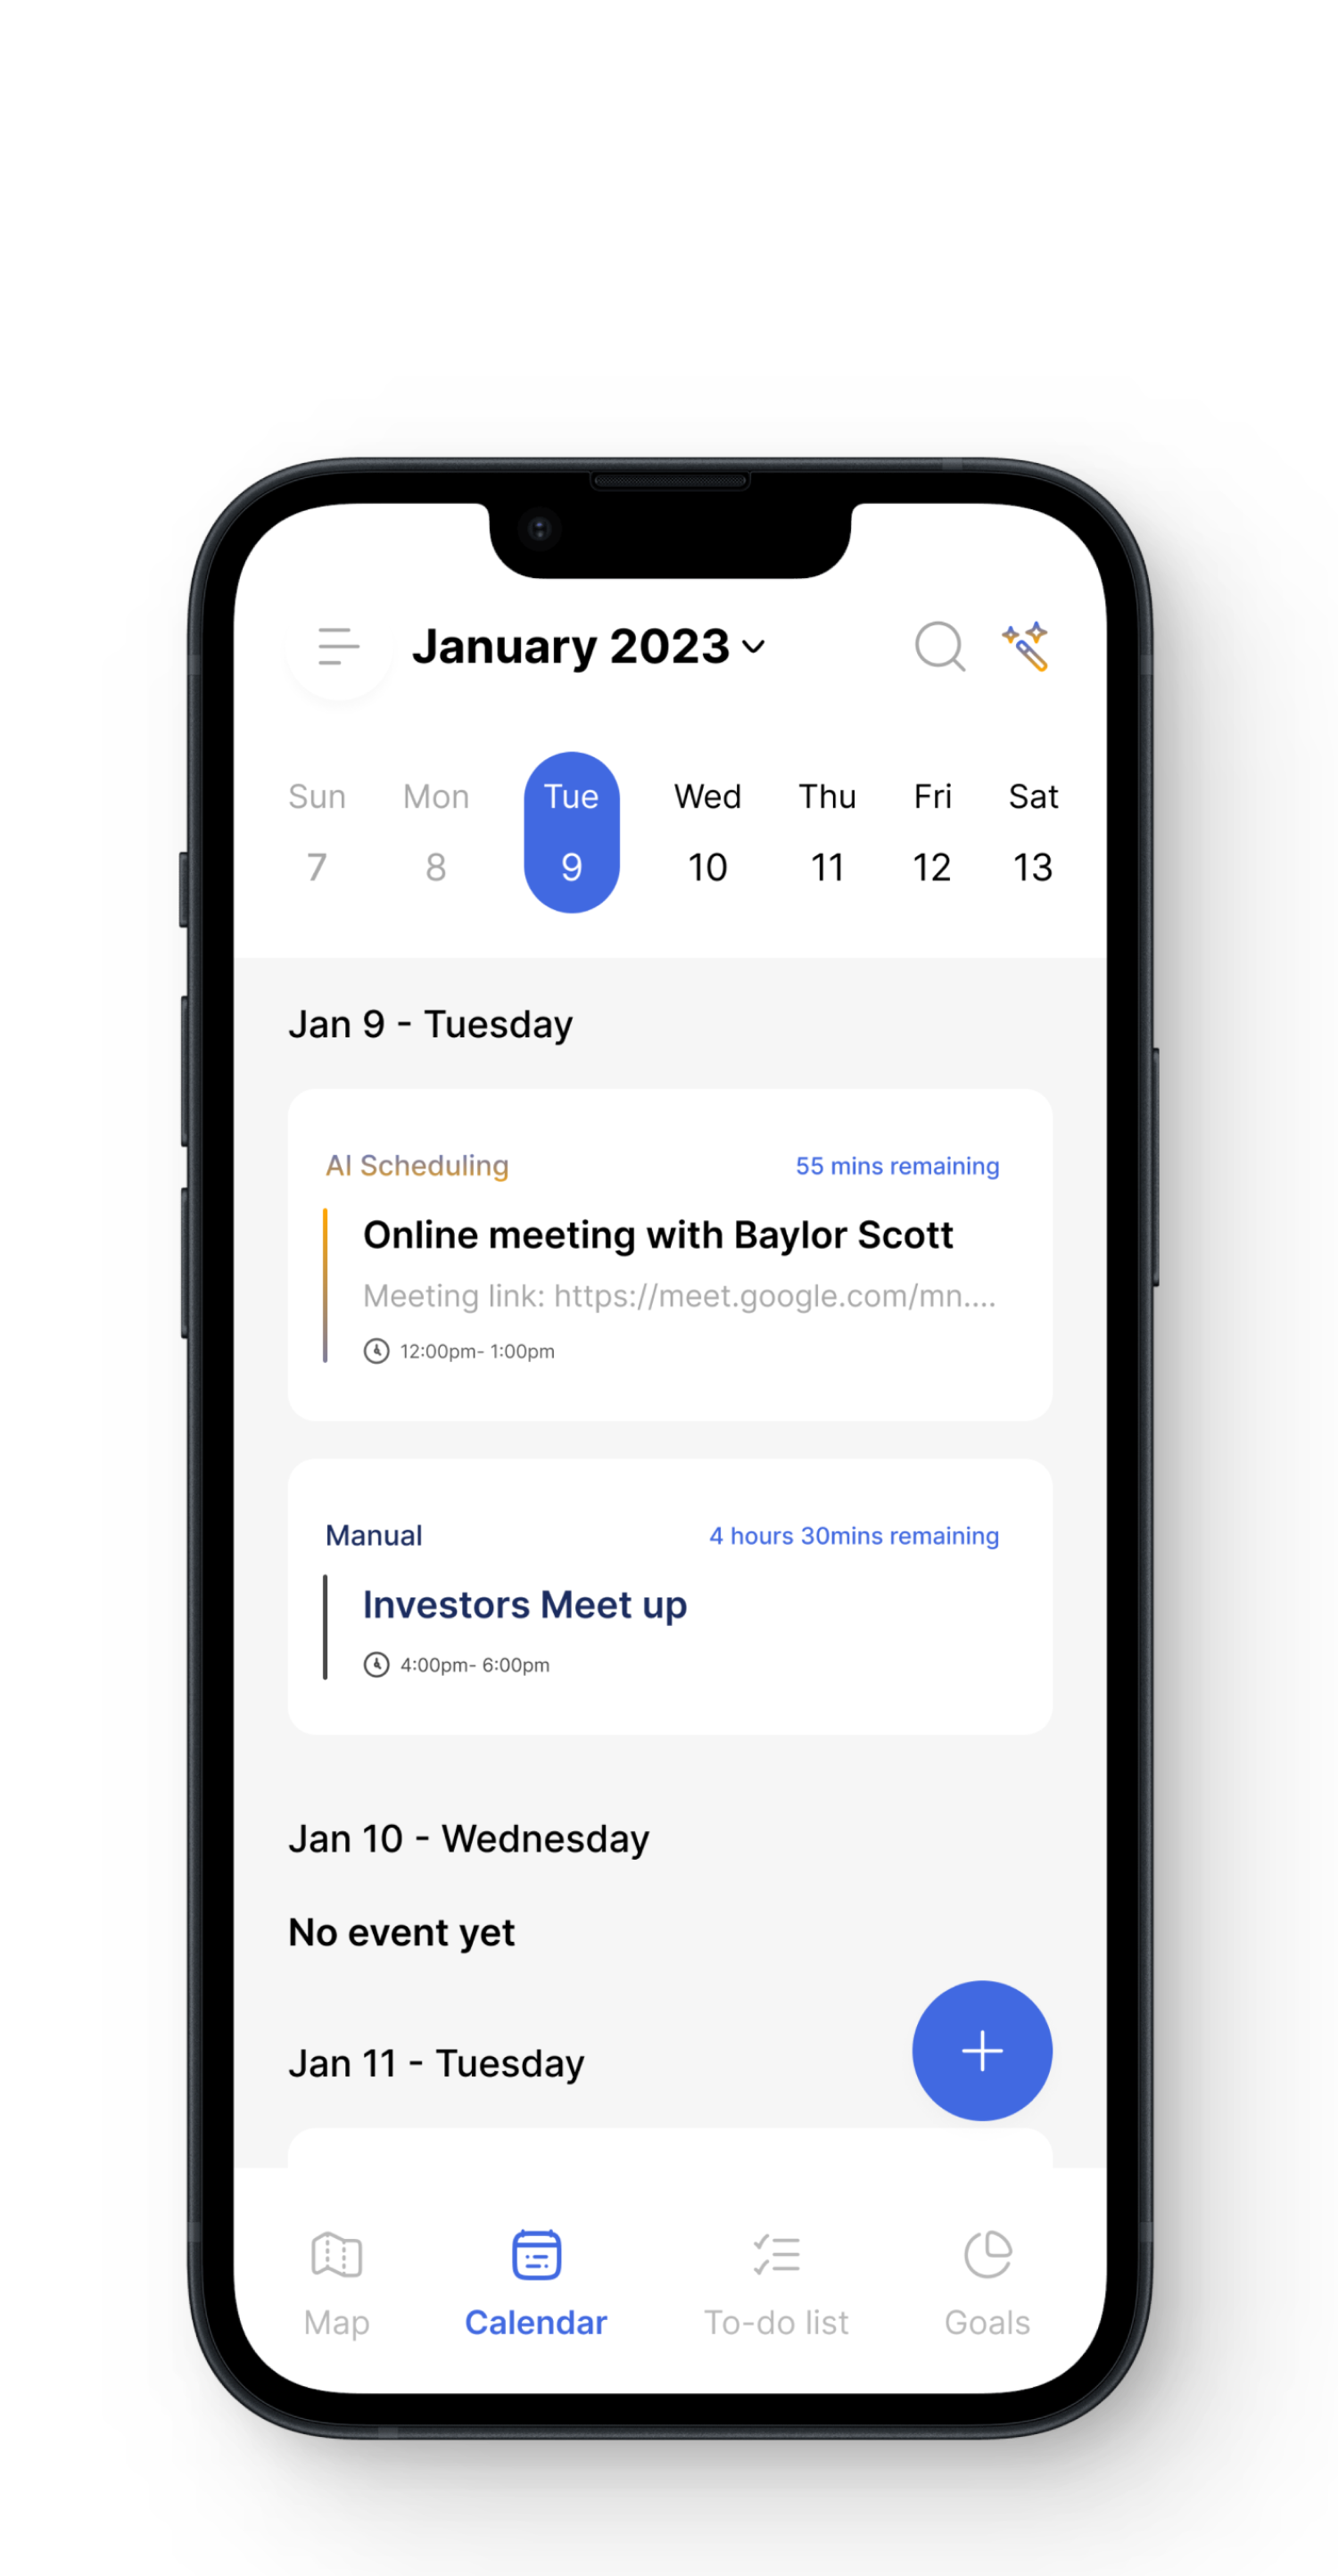 January 2023
Sun Mon Tue Wed Thu Fri Sat
7 8 9 10 11 12 13
Jan 9 - Tuesday
AI Scheduling 55 mins remaining
Online meeting with Baylor Scott
Meeting link: https://meet.google.com/mn....
12:00pm- 1:00pm
Manual 4 hours 30mins remaining
Investors Meet up
4:00pm- 6:00pm
Jan 10 - Wednesday
No event yet
Jan 11 - Tuesday
Map Calendar To-do list Goals